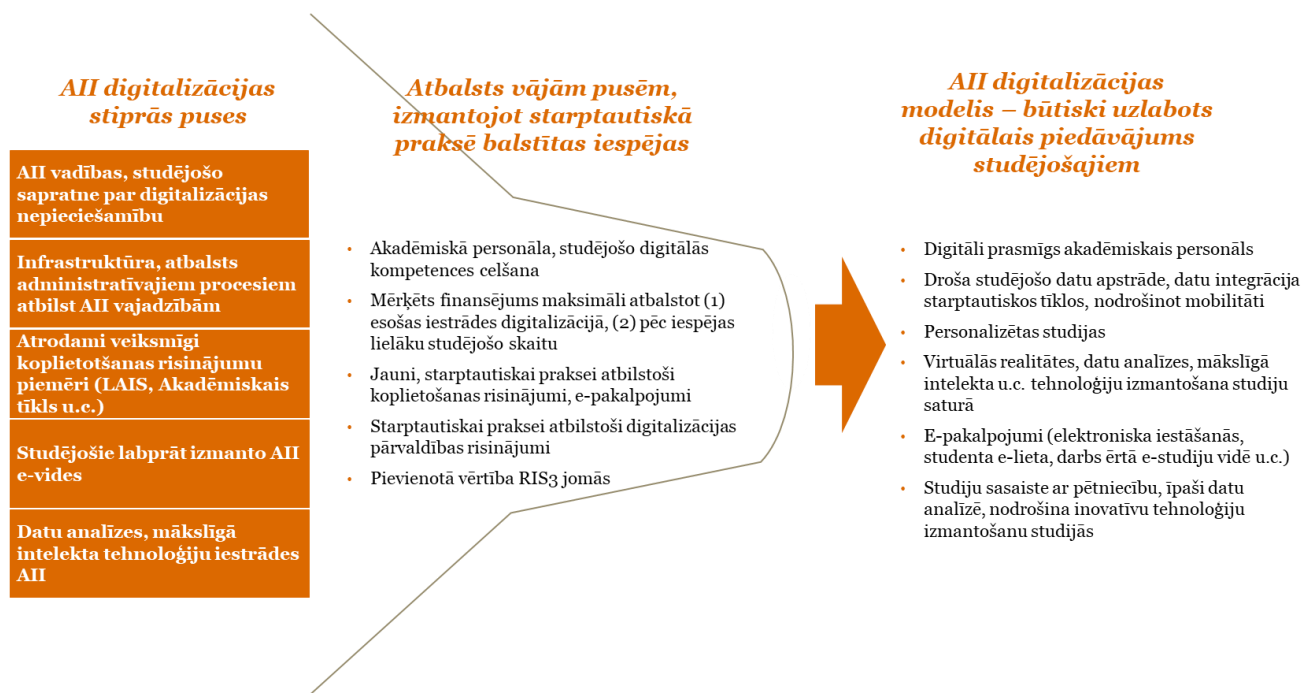 AII digitalizācijas
stiprās puses
AII vadības, studējošo
sapratne par digitalizācijas
nepieciešamību
Infrastruktūra, atbalsts
administratīvajiem procesiem
atbilst AII vajadzībām
Atrodami veiksmīgi
koplietotšanas risinājumu
piemēri (LAIS, Akadēmiskais
tīkls u.c.)
Studējošie labprāt izmanto AII
e-vides
Datu analīzes, mākslīgā
intelekta tehnoloģiju iestrādes
AII
Atbalsts vājām pusēm,
izmantojot starptautiskā
praksē balstītas iespējas
• Akadēmiskā personāla, studējošo digitālās
kompetences celšana
• Mērķēts finansējums maksimāli atbalstot (1)
esošas iestrādes digitalizācijā, (2) pēc iespējas
lielāku studējošo skaitu
• Jauni, starptautiskai praksei atbilstoši
koplietošanas risinājumi, e-pakalpojumi
• Starptautiskai praksei atbilstoši digitalizācijas
pārvaldības risinājumi
• Pievienotā vērtība RIS3 jomās
AII digitalizācijas
modelis – būtiski uzlabots
digitālais piedāvājums
studējošajiem
• Digitāli prasmīgs akadēmiskais personāls
• Droša studējošo datu apstrāde, datu integrācija
starptautiskos tīklos, nodrošinot mobilitāti
• Personalizētas studijas
• Virtuālās realitātes, datu analīzes, mākslīgā
intelekta u.c. tehnoloģiju izmantošana studiju
saturā
• E-pakalpojumi (elektroniska iestāšanās,
studenta e-lieta, darbs ērtā e-studiju vidē u.c.)
• Studiju sasaiste ar pētniecību, īpaši datu
analīzē, nodrošina inovatīvu tehnoloģiju
izmantošanu studijās